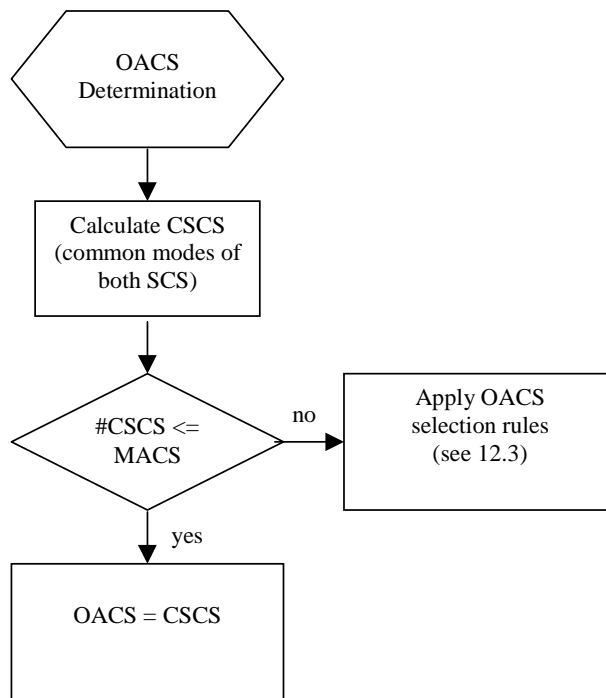 OACS
Determination
Calculate CSCS
(common modes of
both SCS)
#CSCS <=
MACS
no
Apply OACS
selection rules
(see 12.3)
yes
OACS = CSCS